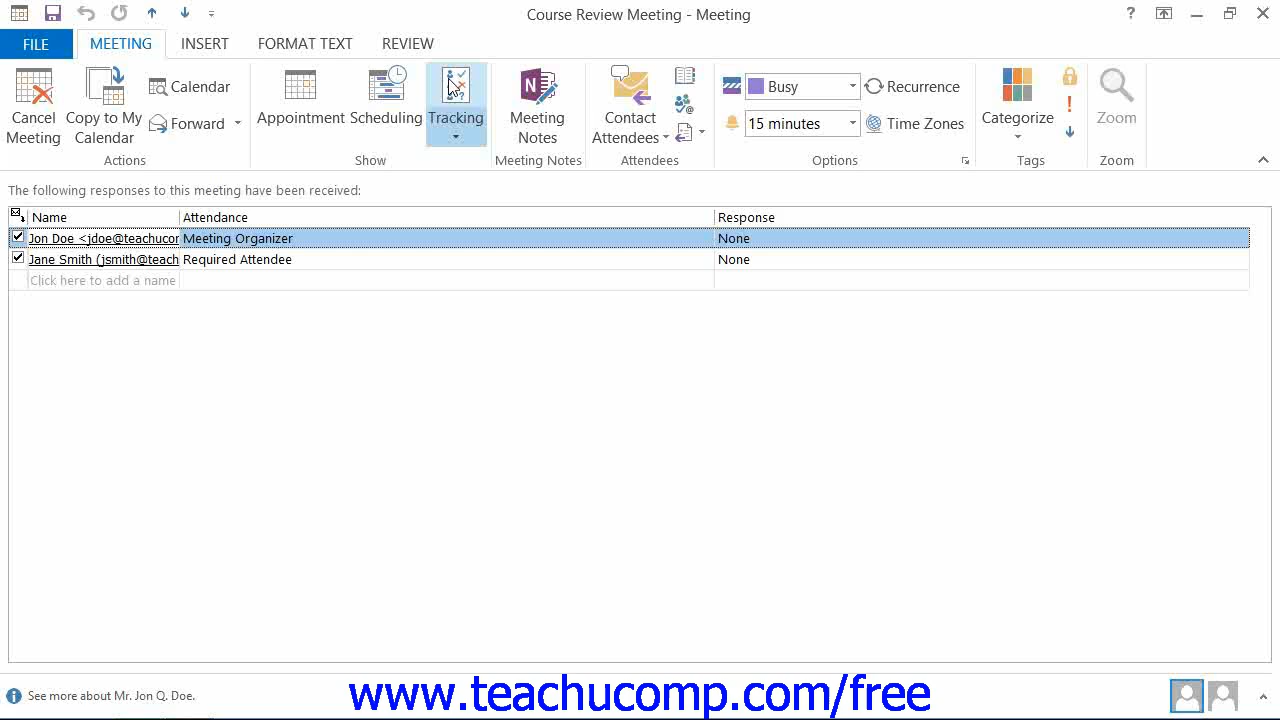 Course Review Meeting - Meeting
?
FILE
MEETING
INSERT
FORMAT TEXT
REVIEW
Cancel
Meeting
Copy to My
Calendar
Calendar
Forward
Actions
Appointment
Scheduling
Tracking
Show
Meeting
Notes
Meeting Notes
Contact
Attendees
Attendees
Busy
Recurrence
15 minutes
Time Zones
Options
Categorize
Tags
Zoom
Zoom
The following responses to this meeting have been received:
Name Attendance Response
Jon Doe <jdoe@teachucor Meeting Organizer None
Jane Smith (jsmith@teach Required Attendee None
Click here to add a name
See more about Mr. Jon Q. Doe.
www.teachucomp.com/free